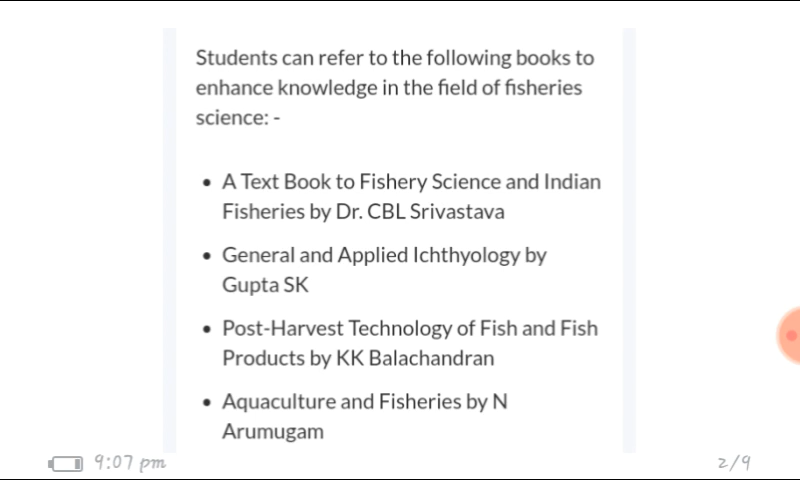 Students can refer to the following books to
enhance knowledge in the field of fisheries
science: -
• A Text Book to Fishery Science and Indian
Fisheries by Dr. CBL Srivastava
• General and Applied Ichthyology by
Gupta SK
• Post-Harvest Technology of Fish and Fish
Products by KK Balachandran
• Aquaculture and Fisheries by N
Arumugam
9:07 pm
2/9